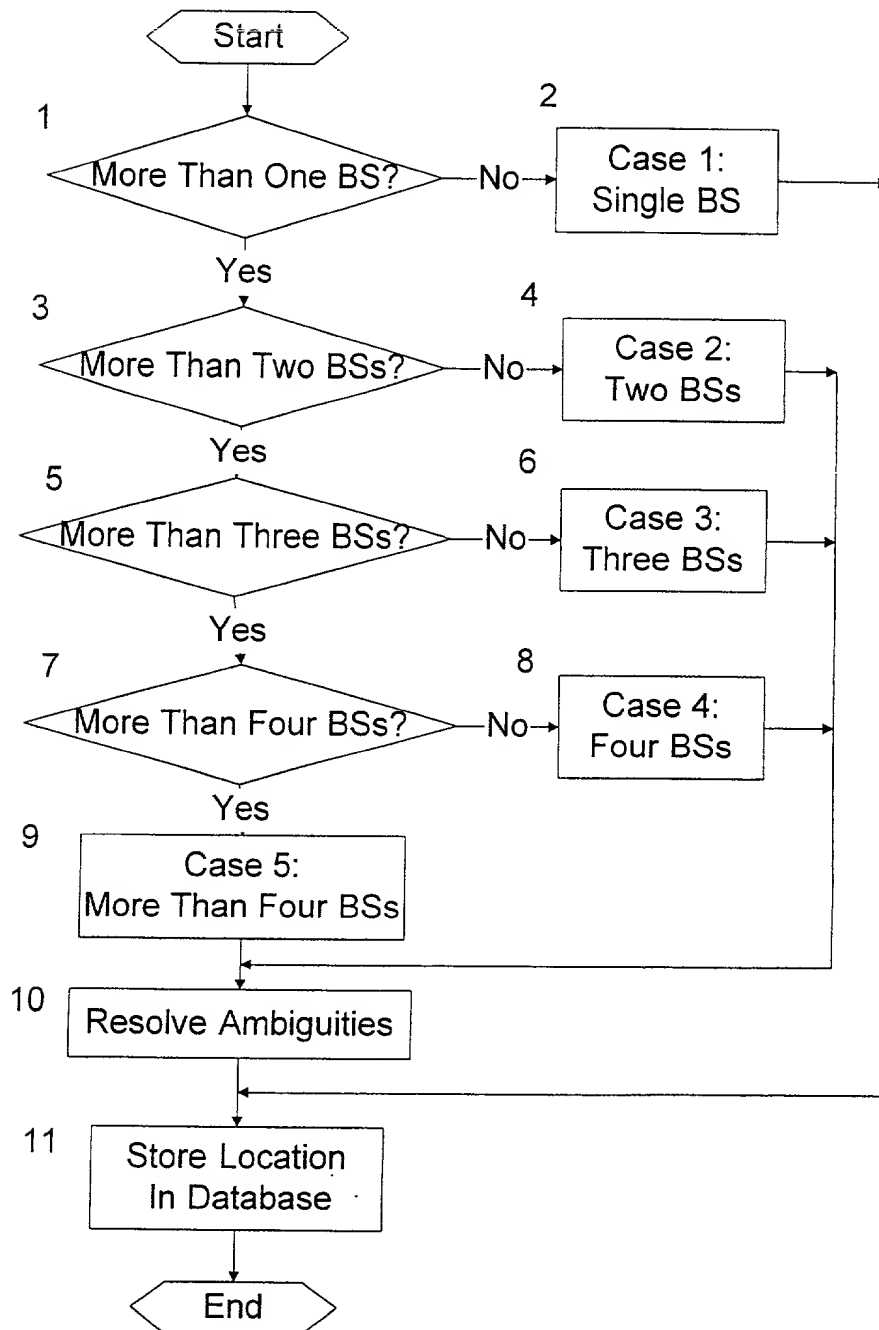 Start
1
More Than One BS?
No
2
Case 1:
Single BS
Yes
3
More Than Two BSs?
No
4
Case 2:
Two BSs
Yes
5
More Than Three BSs?
No
6
Case 3:
Three BSs
Yes
7
More Than Four BSs?
No
8
Case 4:
Four BSs
Yes
9
Case 5:
More Than Four BSs
10
Resolve Ambiguities
11
Store Location
In Database
End